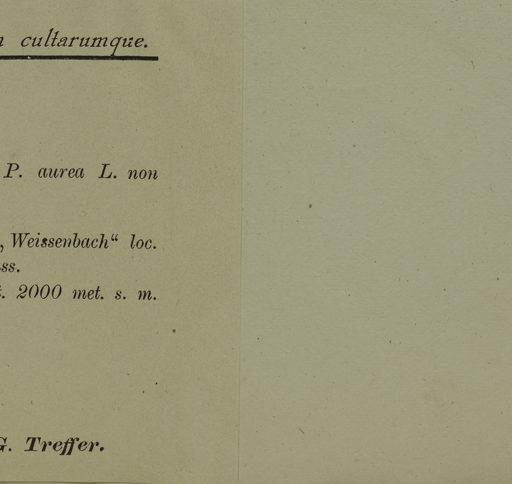 cultarumque.
P. aurea L. non
„Weissenbach“ loc.
ss.
. 2000 met. s. m.
G. Treffer.